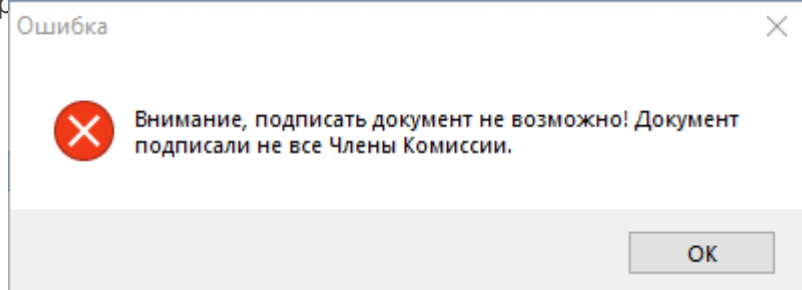 Ошибка
Внимание, подписать документ не возможно! Документ
подписали не все Члены Комиссии.
OK